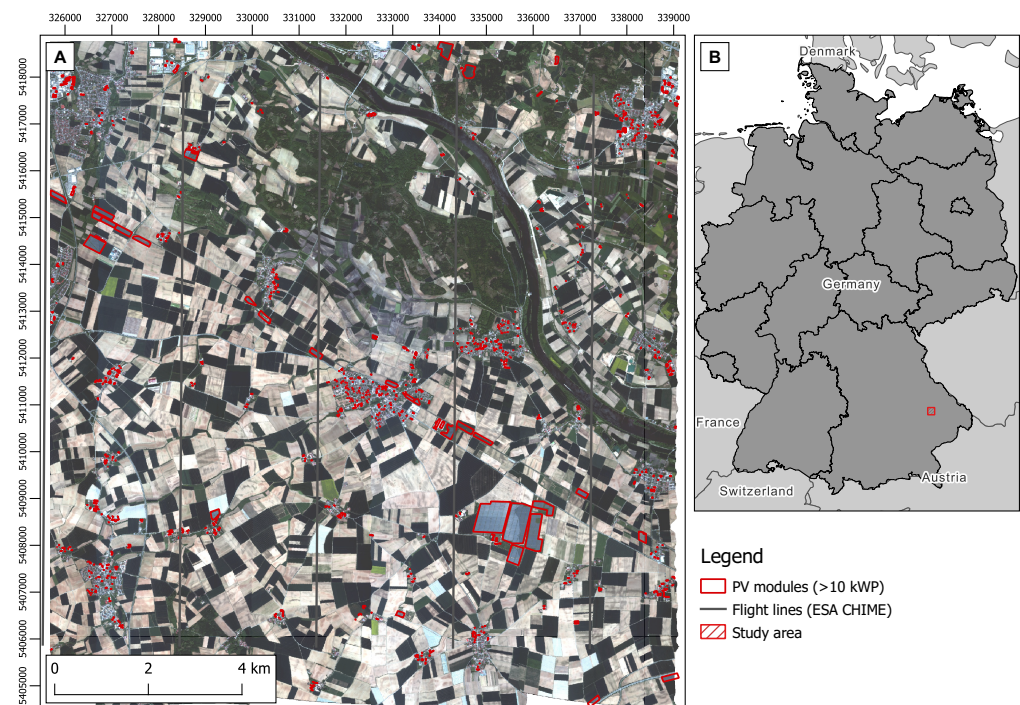 326000 327000 328000 329000 330000 331000 332000 333000 334000 335000 336000 337000 338000 339000
A
5418000
5417000
5416000
5415000
5414000
5413000
5412000
5411000
5410000
5409000
5408000
5407000
5406000
5405000
0 2 4 km
B
Denmark
Germany
France
Switzerland
Austria
Legend
PV modules (>10 kWP)
Flight lines (ESA CHIME)
Study area